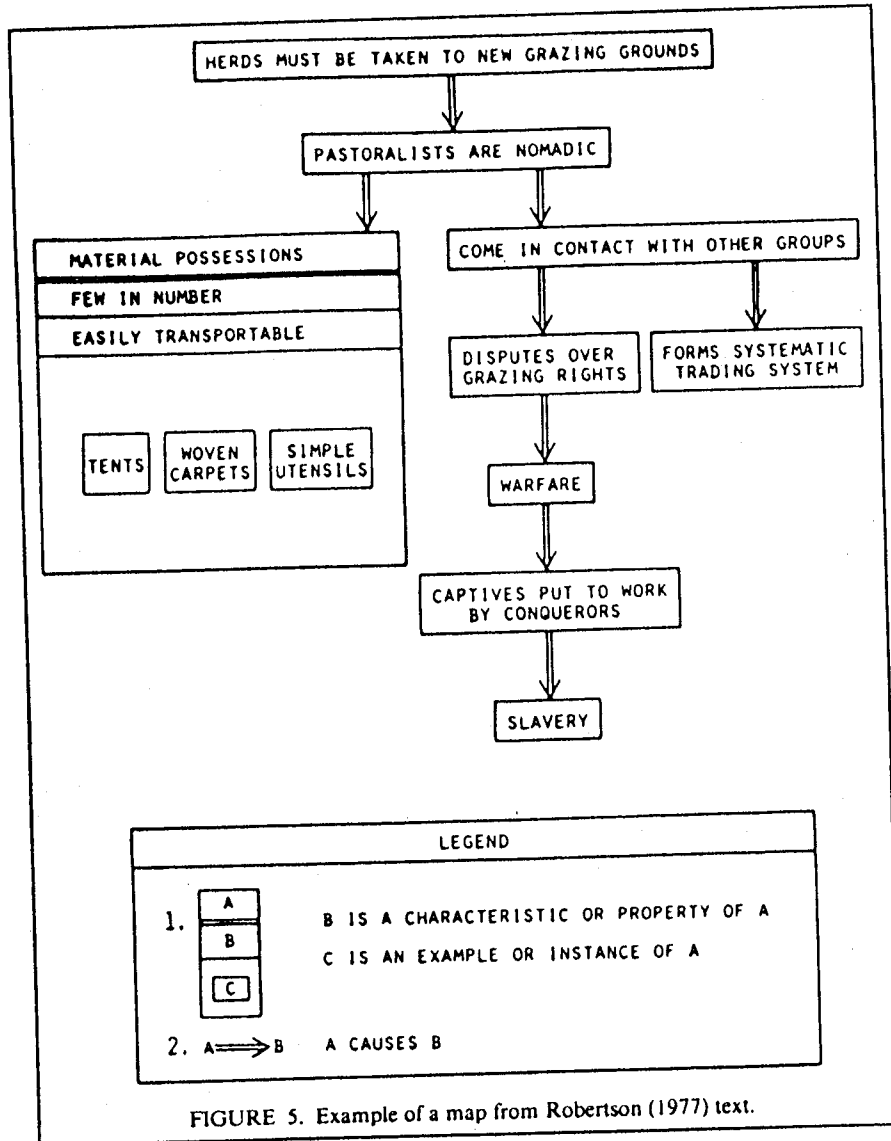 HERDS MUST BE TAKEN TO NEW GRAZING GROUNDS
PASTORALISTS ARE NOMADIC
MATERIAL POSSESSIONS
FEW IN NUMBER
EASILY TRANSPORTABLE
TENTS
WOVEN
CARPETS
SIMPLE
UTENSILS
COME IN CONTACT WITH OTHER GROUPS
DISPUTES OVER
GRAZING RIGHTS
FORMS SYSTEMATIC
TRADING SYSTEM
WARFARE
CAPTIVES PUT TO WORK
BY CONQUERORS
SLAVERY
LEGEND
1.
A
B
C
B IS A CHARACTERISTIC OR PROPERTY OF A
C IS AN EXAMPLE OR INSTANCE OF A
2. A ⟹ B A CAUSES B
FIGURE 5. Example of a map from Robertson (1977) text.